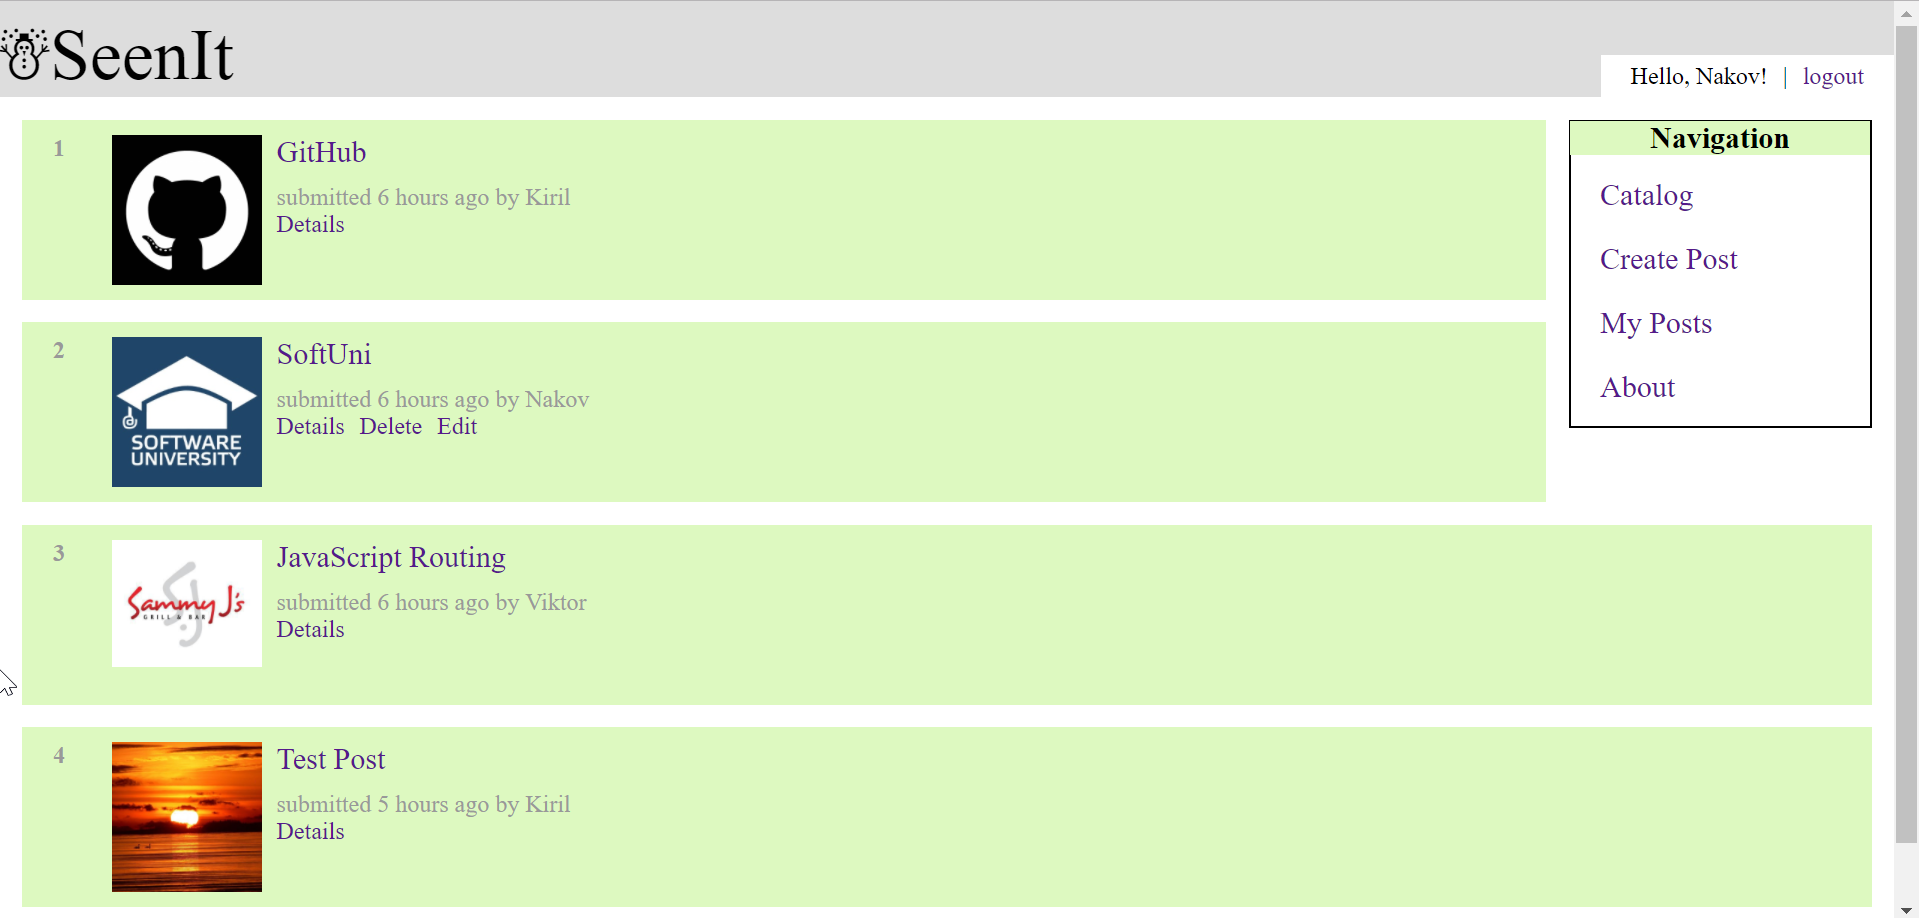 ☃SeenIt
Hello, Nakov! | logout
1
GitHub
submitted 6 hours ago by Kiril
Details
2
SOFTWARE
UNIVERSITY
SoftUni
submitted 6 hours ago by Nakov
Details Delete Edit
3
Sammy J's
GRILL & BAR
JavaScript Routing
submitted 6 hours ago by Viktor
Details
4
Test Post
submitted 5 hours ago by Kiril
Details
Navigation
Catalog
Create Post
My Posts
About